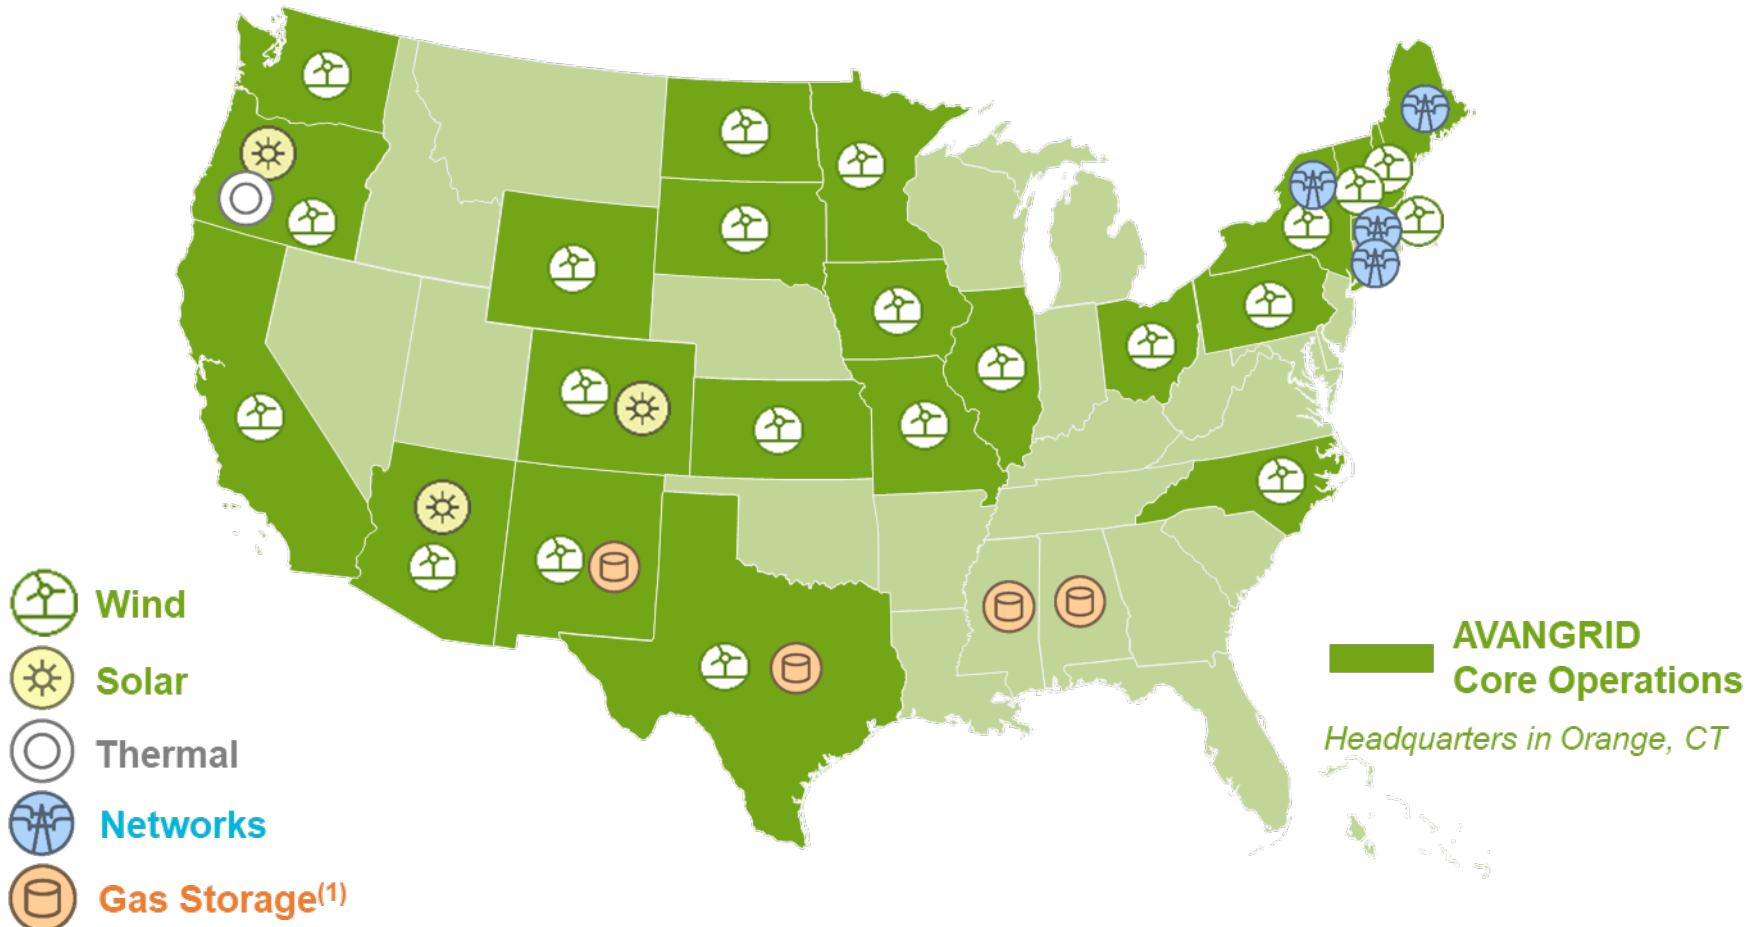 Wind
Solar
Thermal
Networks
Gas Storage(1)
AVANGRID
Core Operations
Headquarters in Orange, CT